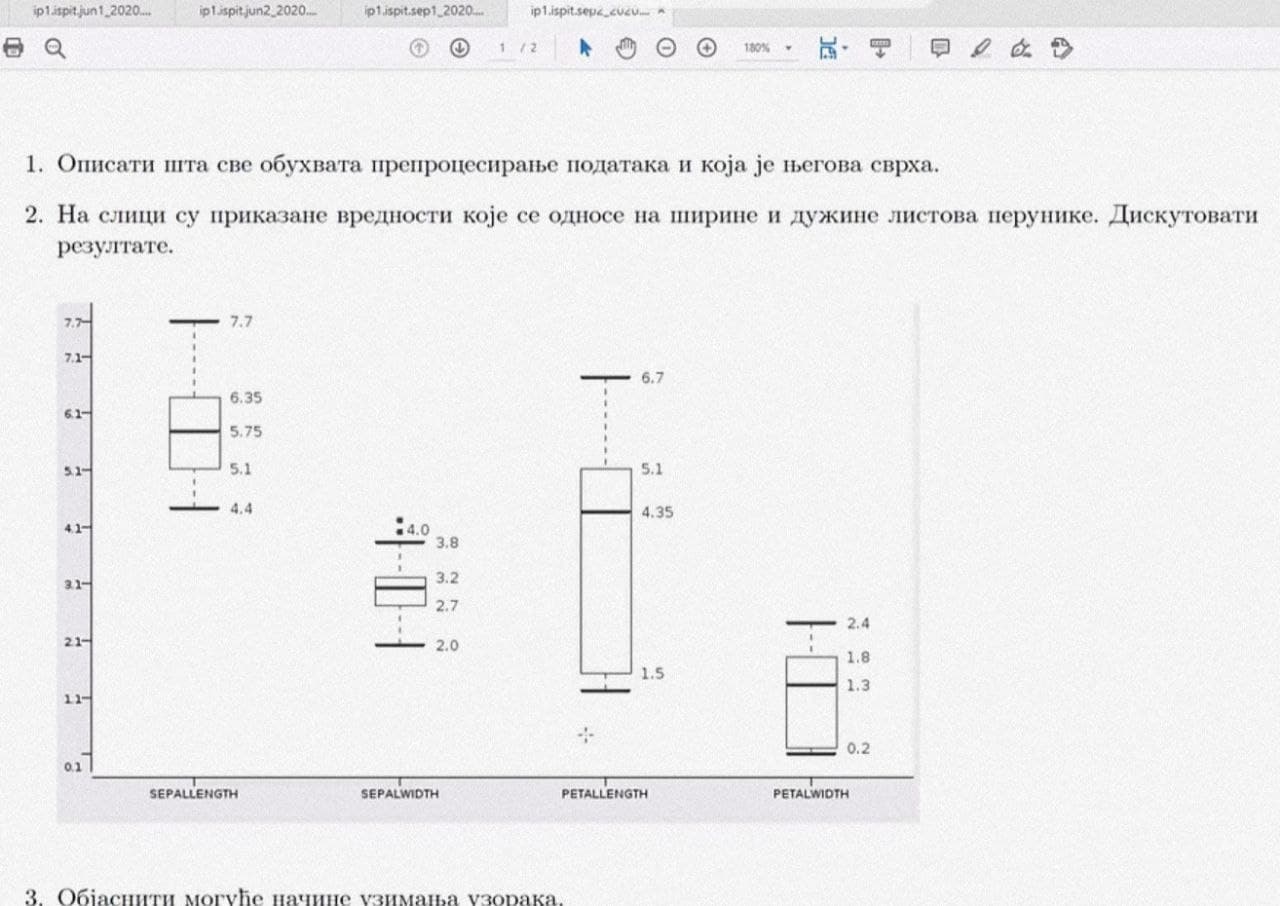 ip1.ispit.jun1_2020....
ip1.ispit.jun2_2020....
ip1.ispit.sep1_2020....
1 / 2
180%
1. Описати шта све обухвата препроцесирање података и која је његова сврха.
2. На слици су приказане вредности које се односе на ширине и дужине листова перунике. Дискутовати
резултате.
7.7
7.1
6.1
5.1
4.1
3.1
2.1
1.1
0.1
7.7
6.35
5.75
5.1
4.4
4.0
3.8
3.2
2.7
2.0
6.7
5.1
4.35
1.5
2.4
1.8
1.3
0.2
SEPALLENGTH
SEPALWIDTH
PETALLENGTH
PETALWIDTH
3. Објаснити могуће начине узимања узорака.